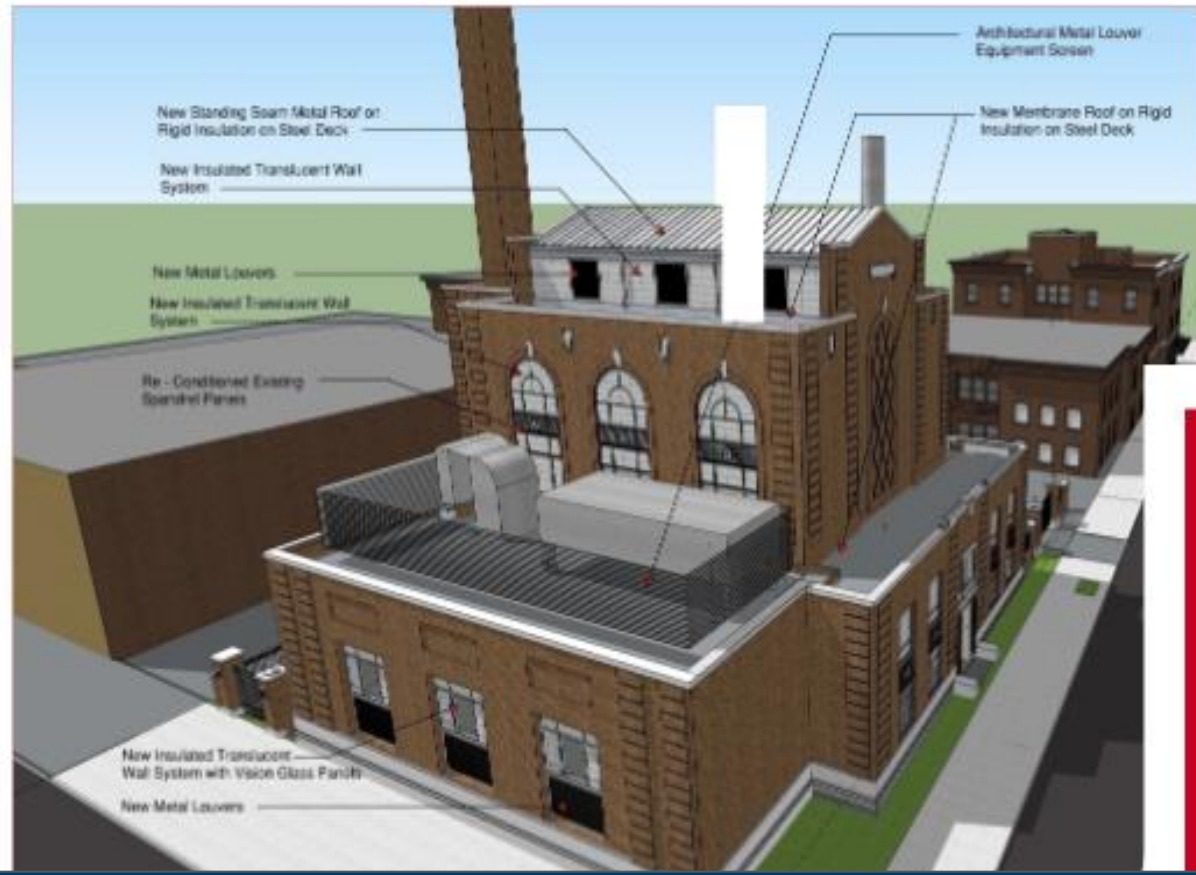 Architectural Metal Louver
Equipment Screen
New Standing Seam Metal Roof on
Rigid Insulation on Steel Deck
New Membrane Roof on Rigid
Insulation on Steel Deck
New Insulated Translucent Wall
System
New Metal Louvers
New Insulated Translucent Wall
System
Re - Conditioned Existing
Spandrel Panels
New Insulated Translucent
Wall System with Vision Glass Panels
New Metal Louvers